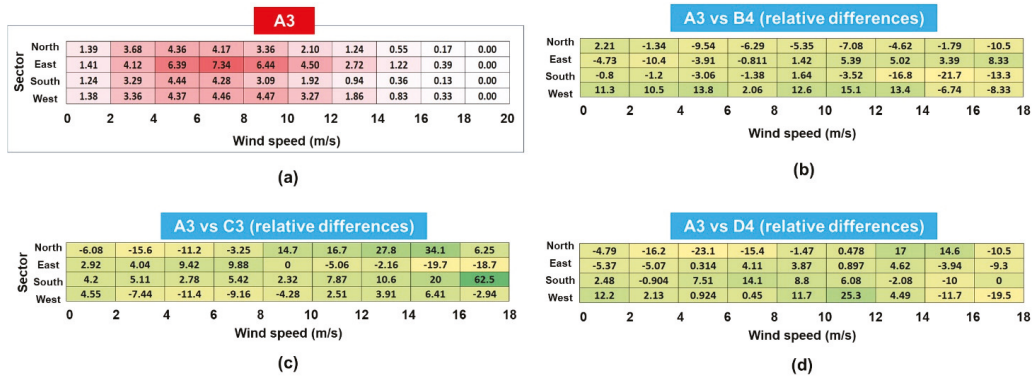 A3
Sector
North 1.39 3.68 4.36 4.17 3.36 2.10 1.24 0.55 0.17 0.00
East 1.41 4.12 6.39 7.34 6.44 4.50 2.72 1.22 0.39 0.00
South 1.24 3.29 4.44 4.28 3.09 1.92 0.94 0.36 0.13 0.00
West 1.38 3.36 4.37 4.46 4.47 3.27 1.86 0.83 0.33 0.00
0 2 4 6 8 10 12 14 16 18 20
Wind speed (m/s)
(a)
A3 vs B4 (relative differences)
North 2.21 -1.34 -9.54 -6.29 -5.35 -7.08 -4.62 -1.79 -10.5
East -4.73 -10.4 -3.91 -0.811 1.42 5.39 5.02 3.39 8.33
South -0.8 -1.2 -3.06 -1.38 1.64 -3.52 -16.8 -21.7 -13.3
West 11.3 10.5 13.8 2.06 12.6 15.1 13.4 -6.74 -8.33
0 2 4 6 8 10 12 14 16 18
Wind speed (m/s)
(b)
A3 vs C3 (relative differences)
Sector
North -6.08 -15.6 -11.2 -3.25 14.7 16.7 27.8 34.1 6.25
East 2.92 4.04 9.42 9.88 0 -5.06 -2.16 -19.7 -18.7
South 4.2 5.11 2.78 5.42 2.32 7.87 10.6 20 62.5
West 4.55 -7.44 -11.4 -9.16 -4.28 2.51 3.91 6.41 -2.94
0 2 4 6 8 10 12 14 16 18
Wind speed (m/s)
(c)
A3 vs D4 (relative differences)
North -4.79 -16.2 -23.1 -15.4 -1.47 0.478 17 14.6 -10.5
East -5.37 -5.07 0.314 4.11 3.87 0.897 4.62 -3.94 -9.3
South 2.48 -0.904 7.51 14.1 8.8 6.08 -2.08 -10 0
West 12.2 2.13 0.924 0.45 11.7 25.3 4.49 -11.7 -19.5
0 2 4 6 8 10 12 14 16 18
Wind speed (m/s)
(d)